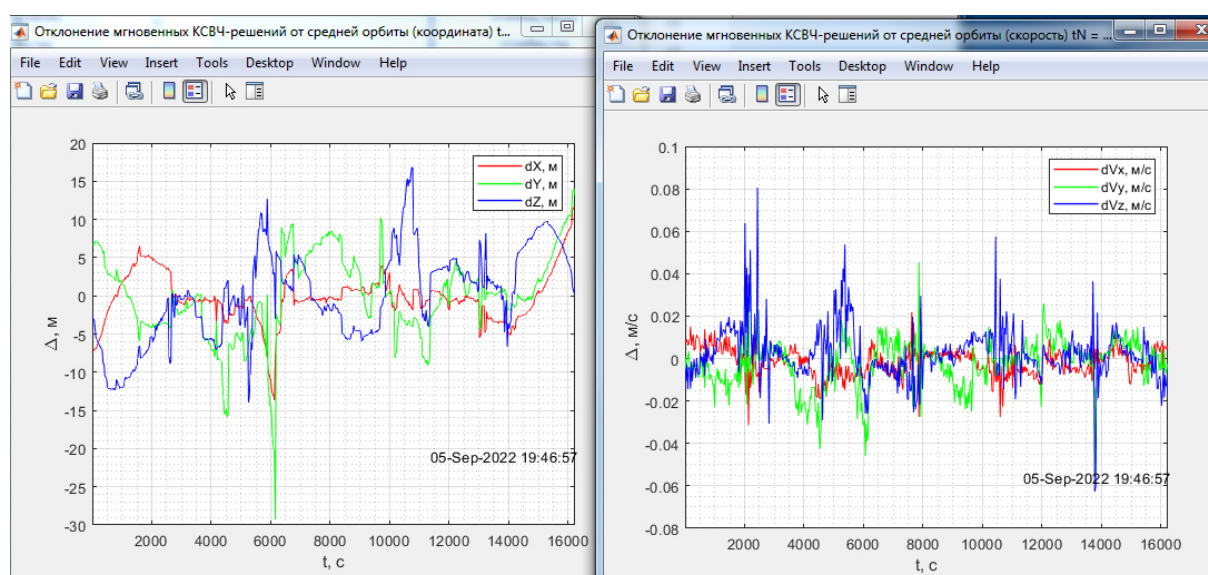 Отклонение мгновенных КСВЧ-решений от средней орбиты (координата) t...
File Edit View Insert Tools Desktop Window Help
20
15
10
5
0
-5
-10
-15
-20
-25
-30
Δ, м
dX, м
dY, м
dZ, м
05-Sep-2022 19:46:57
2000 4000 6000 8000 10000 12000 14000 16000
t, с
Отклонение мгновенных КСВЧ-решений от средней орбиты (скорость) tN = ...
File Edit View Insert Tools Desktop Window Help
0.1
0.08
0.06
0.04
0.02
0
-0.02
-0.04
-0.06
-0.08
Δ, м/с
dVx, м/с
dVy, м/с
dVz, м/с
05-Sep-2022 19:46:57
2000 4000 6000 8000 10000 12000 14000 16000
t, с